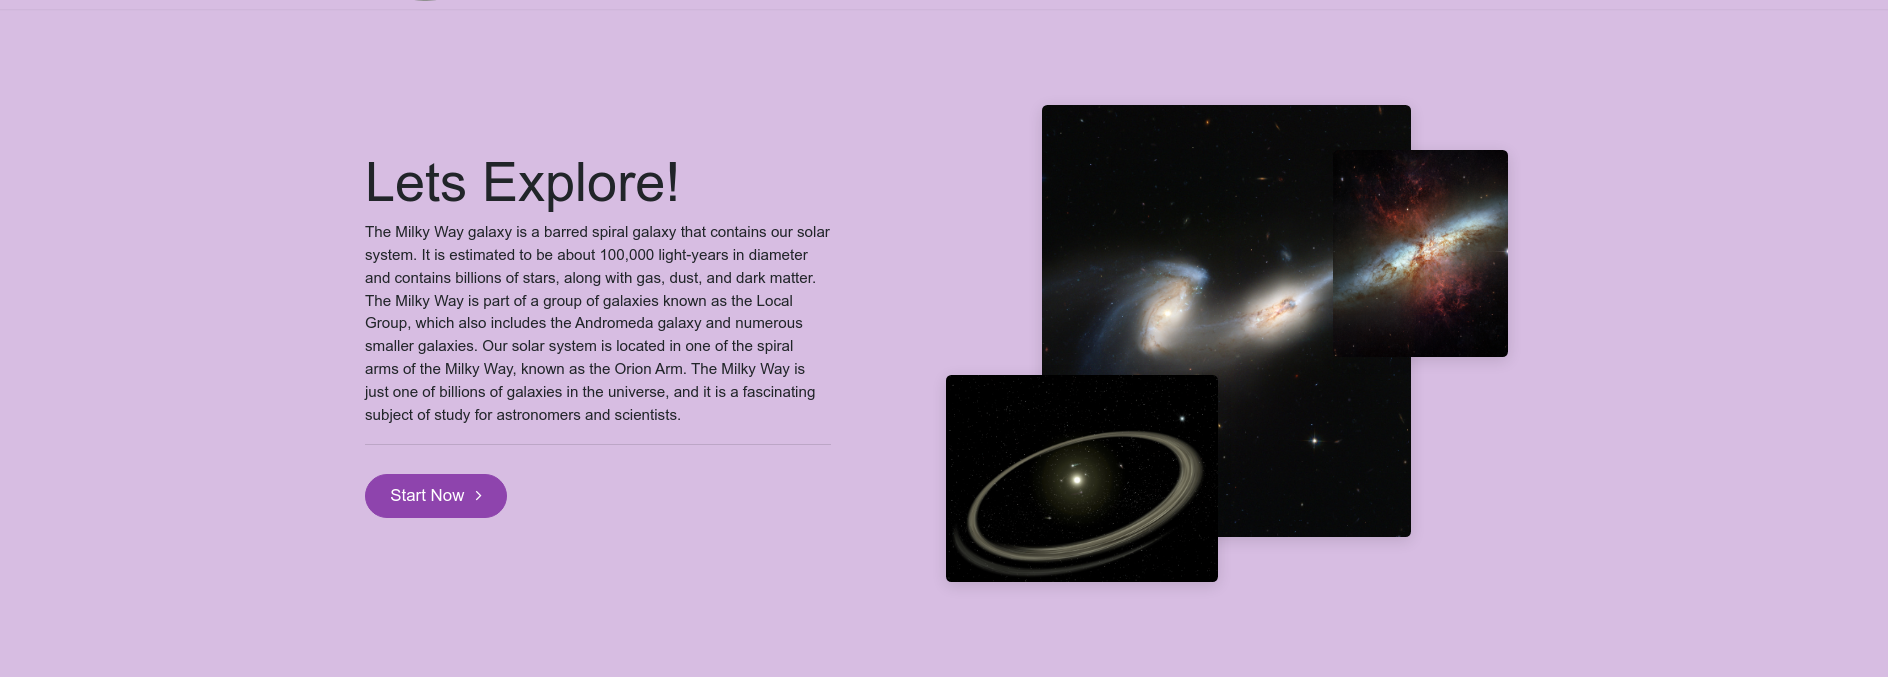 Lets Explore!
The Milky Way galaxy is a barred spiral galaxy that contains our solar
system. It is estimated to be about 100,000 light-years in diameter
and contains billions of stars, along with gas, dust, and dark matter.
The Milky Way is part of a group of galaxies known as the Local
Group, which also includes the Andromeda galaxy and numerous
smaller galaxies. Our solar system is located in one of the spiral
arms of the Milky Way, known as the Orion Arm. The Milky Way is
just one of billions of galaxies in the universe, and it is a fascinating
subject of study for astronomers and scientists.
Start Now